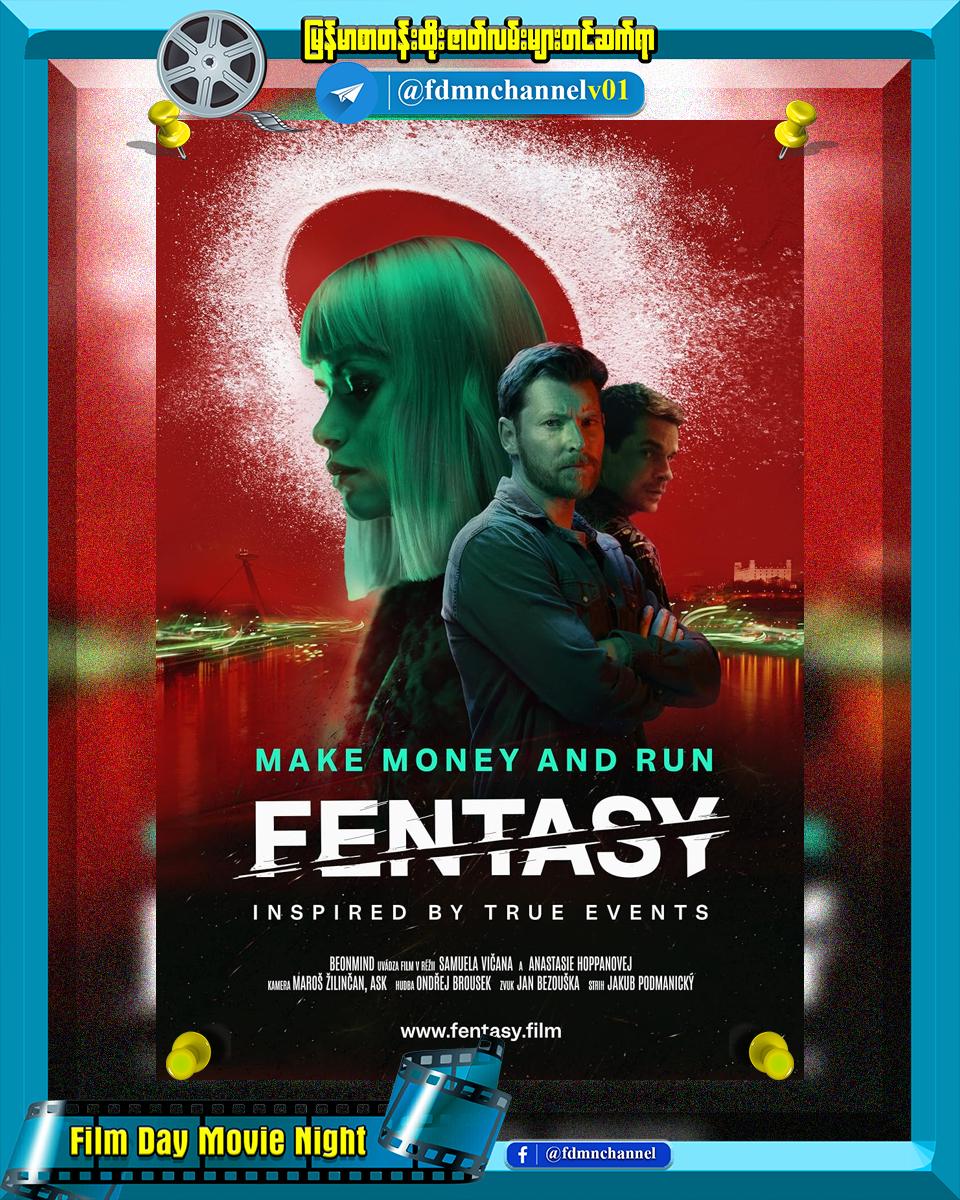 မြန်မာစာတန်းထိုးဇာတ်လမ်းများတင်ဆက်ရာ
@fdmnchannelv01
MAKE MONEY AND RUN
FENTASY
INSPIRED BY TRUE EVENTS
BEONMIND UVÁDZA FILM V RÉŽII SAMUELA VIČANA A ANASTASIE HOPPANOVEJ
KAMERA MAROŠ ŽILINČAN, ASK HUDBA ONDŘEJ BROUSEK ZVUK JAN BEZOUŠKA STRIH JAKUB PODMANICKÝ
www.fentasy.film
Film Day Movie Night
@fdmnchannel